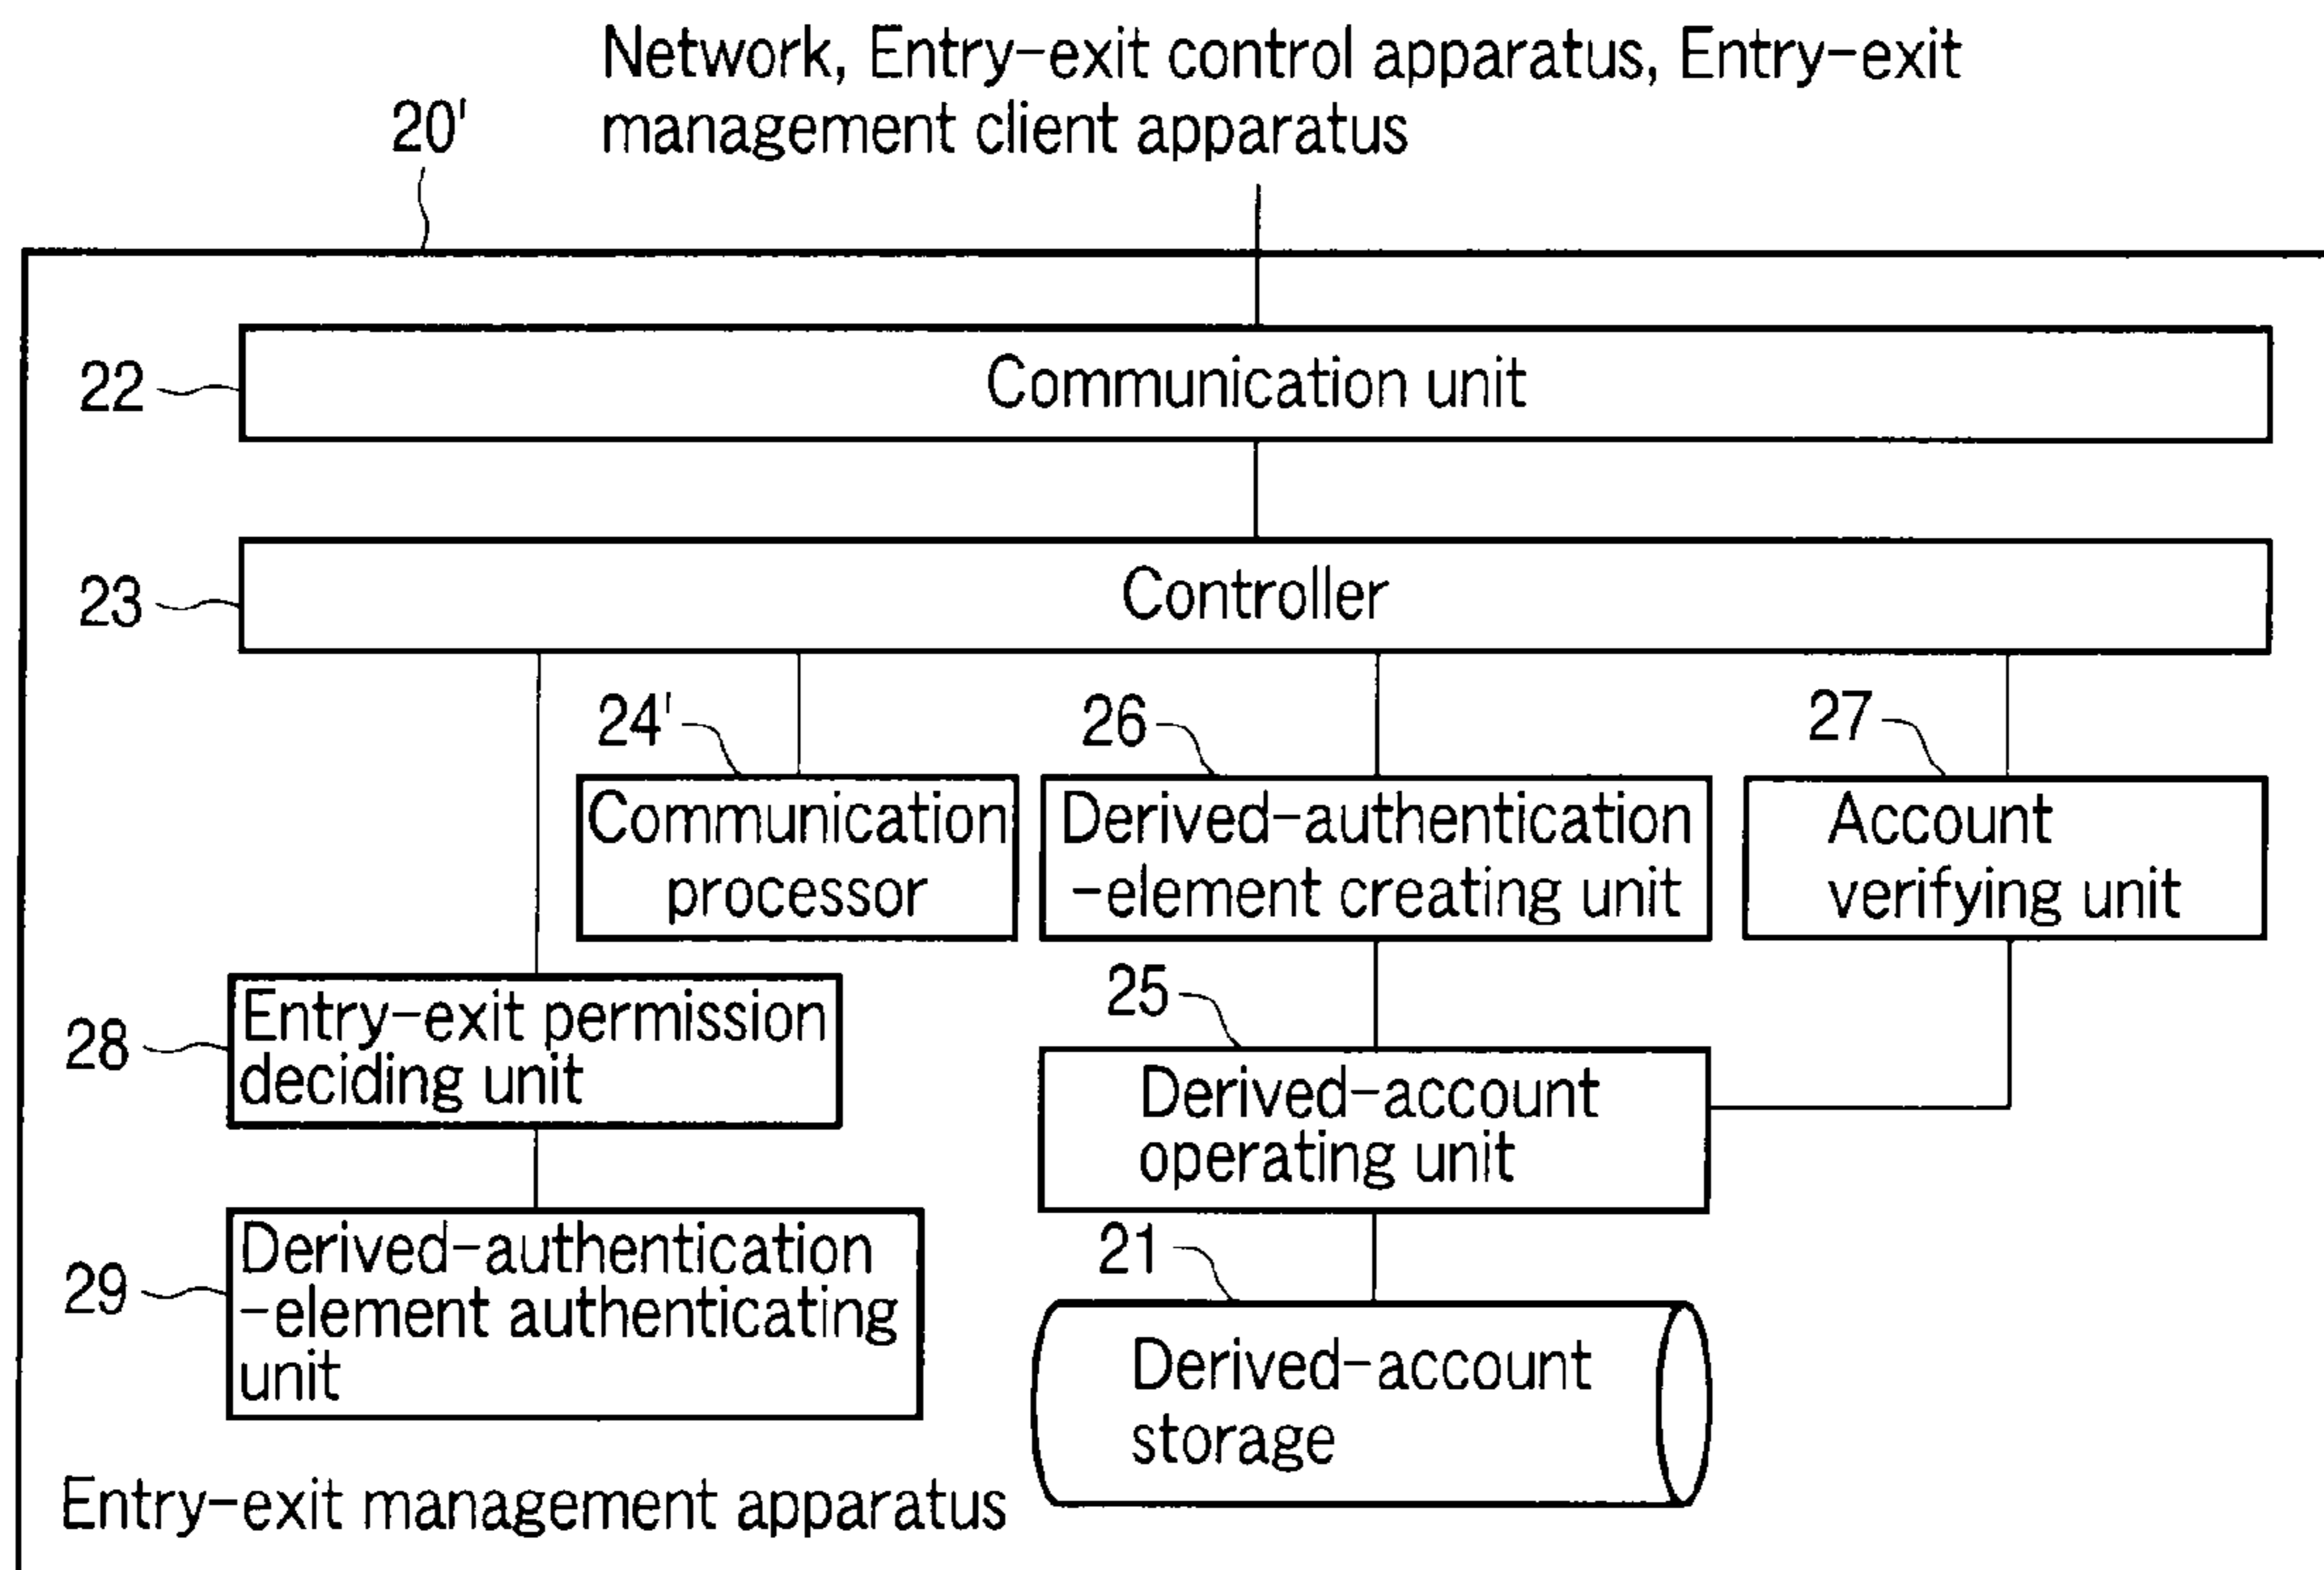 Network, Entry-exit control apparatus, Entry-exit
management client apparatus
20'
22
Communication unit
23
Controller
24'
Communication
processor
26
Derived-authentication
-element creating unit
27
Account
verifying unit
28
Entry-exit permission
deciding unit
25
Derived-account
operating unit
29
Derived-authentication
-element authenticating
unit
21
Derived-account
storage
Entry-exit management apparatus